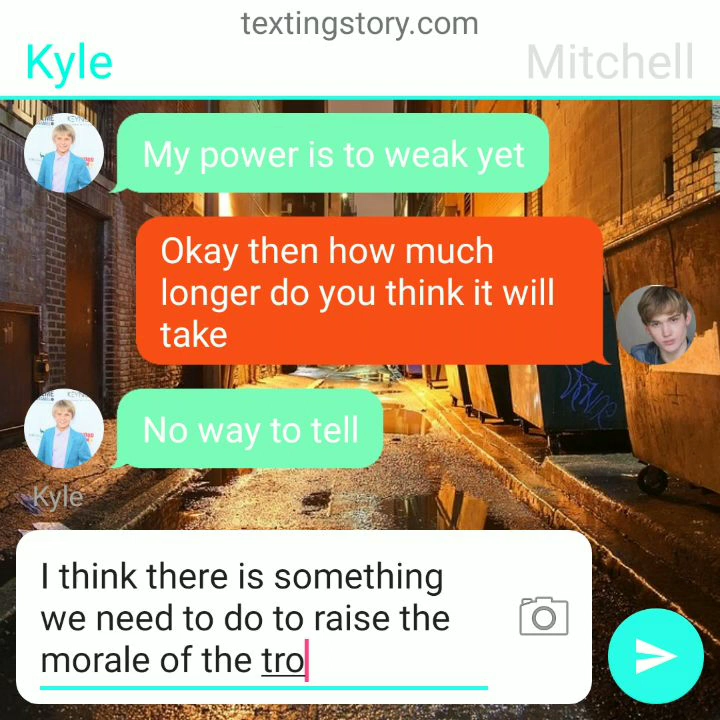 textingstory.com
Kyle
Mitchell
My power is to weak yet
Okay then how much
longer do you think it will
take
No way to tell
Kyle
I think there is something
we need to do to raise the
morale of the tro